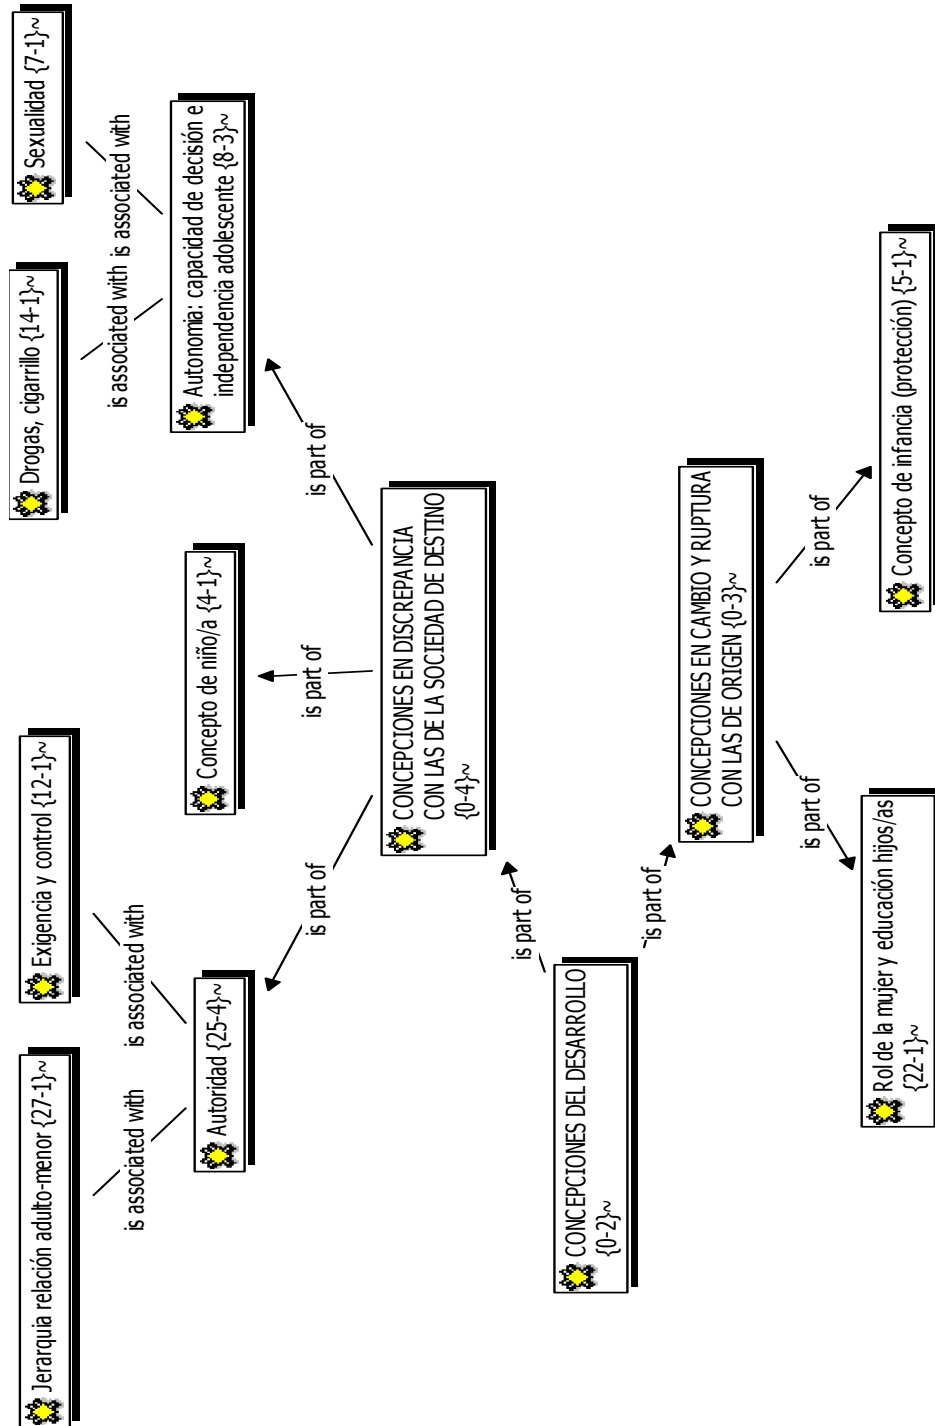 Jerarquia relación adulto-menor {27-1}~
Exigencia y control {12-1}~
Drogas, cigarrillo {14-1}~
Sexualidad {7-1}~
is associated with
is associated with
is associated with
is associated with
Autoridad {25-4}~
Concepto de niño/a {4-1}~
Autonomia: capacidad de decisión e
independencia adolescente {8-3}~
is part of
is part of
is part of
CONCEPCIONES EN DISCREPANCIA
CON LAS DE LA SOCIEDAD DE DESTINO
{0-4}~
is part of
CONCEPCIONES DEL DESARROLLO
{0-2}~
is part of
CONCEPCIONES EN CAMBIO Y RUPTURA
CON LAS DE ORIGEN {0-3}~
is part of
is part of
Rol de la mujer y educación hijos/as
{22-1}~
Concepto de infancia (protección) {5-1}~